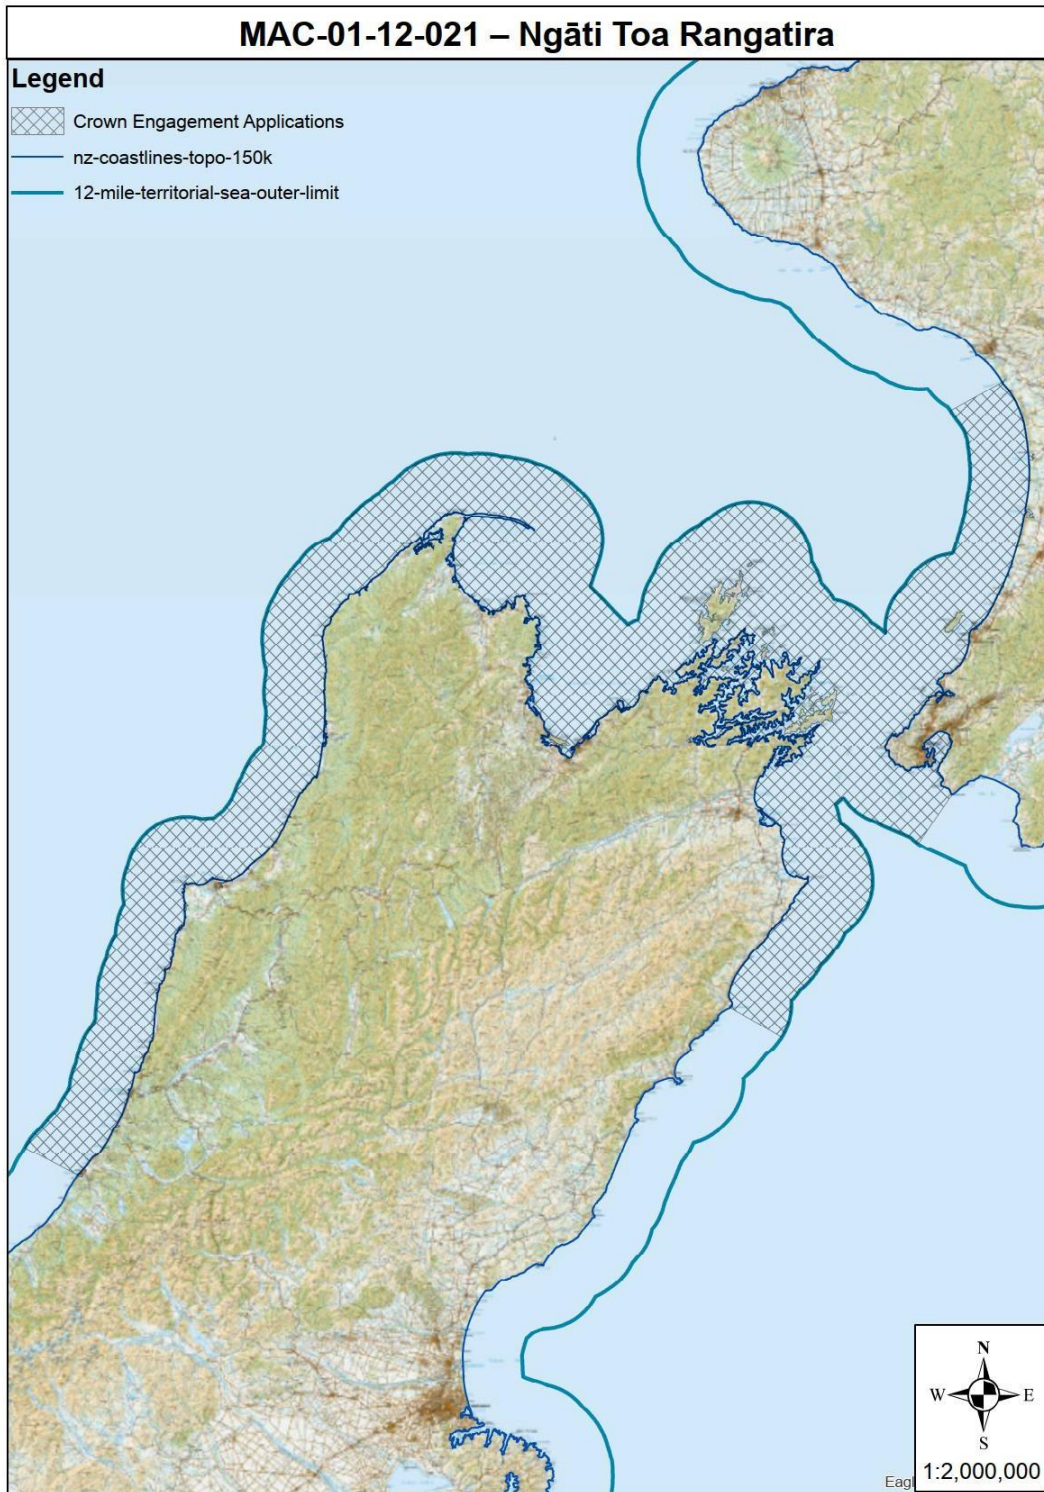 MAC-01-12-021 – Ngāti Toa Rangatira
Legend
Crown Engagement Applications
nz-coastlines-topo-150k
12-mile-territorial-sea-outer-limit
N
W E
S
1:2,000,000
Eagl